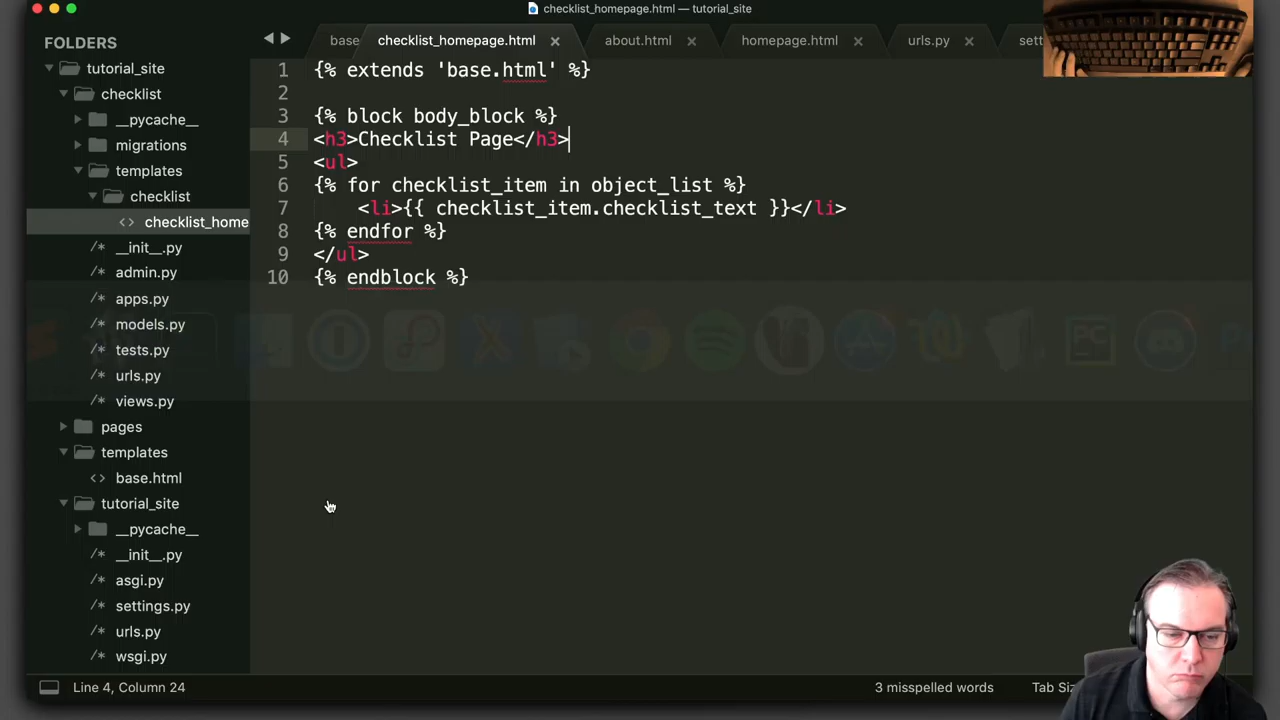 checklist_homepage.html — tutorial_site
FOLDERS
tutorial_site
checklist
__pycache__
migrations
templates
checklist
<> checklist_home
/* __init__.py
/* admin.py
/* apps.py
/* models.py
/* tests.py
/* urls.py
/* views.py
pages
templates
<> base.html
tutorial_site
__pycache__
/* __init__.py
/* asgi.py
/* settings.py
/* urls.py
/* wsgi.py
base checklist_homepage.html × about.html × homepage.html × urls.py × sett
1 {% extends 'base.html' %}
2
3 {% block body_block %}
4 <h3>Checklist Page</h3>
5 <ul>
6 {% for checklist_item in object_list %}
7 <li>{{ checklist_item.checklist_text }}</li>
8 {% endfor %}
9 </ul>
10 {% endblock %}
PC
Line 4, Column 24
3 misspelled words
Tab Siz